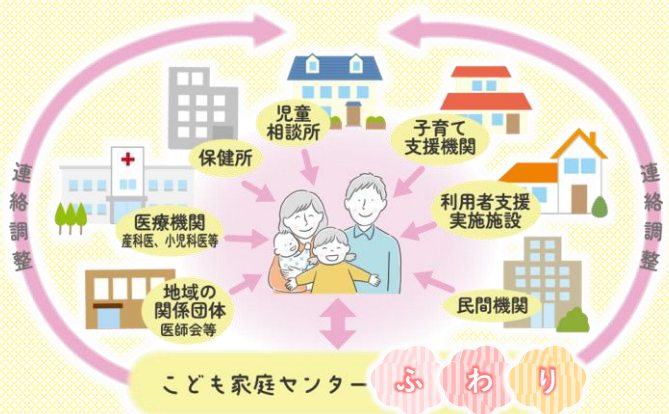 児童
相談所
子育て
支援機関
保健所
利用者支援
実施施設
医療機関
産科医、小児科医等
地域の
関係団体
医師会等
民間機関
連絡調整
連絡調整
こども家庭センター ふわり